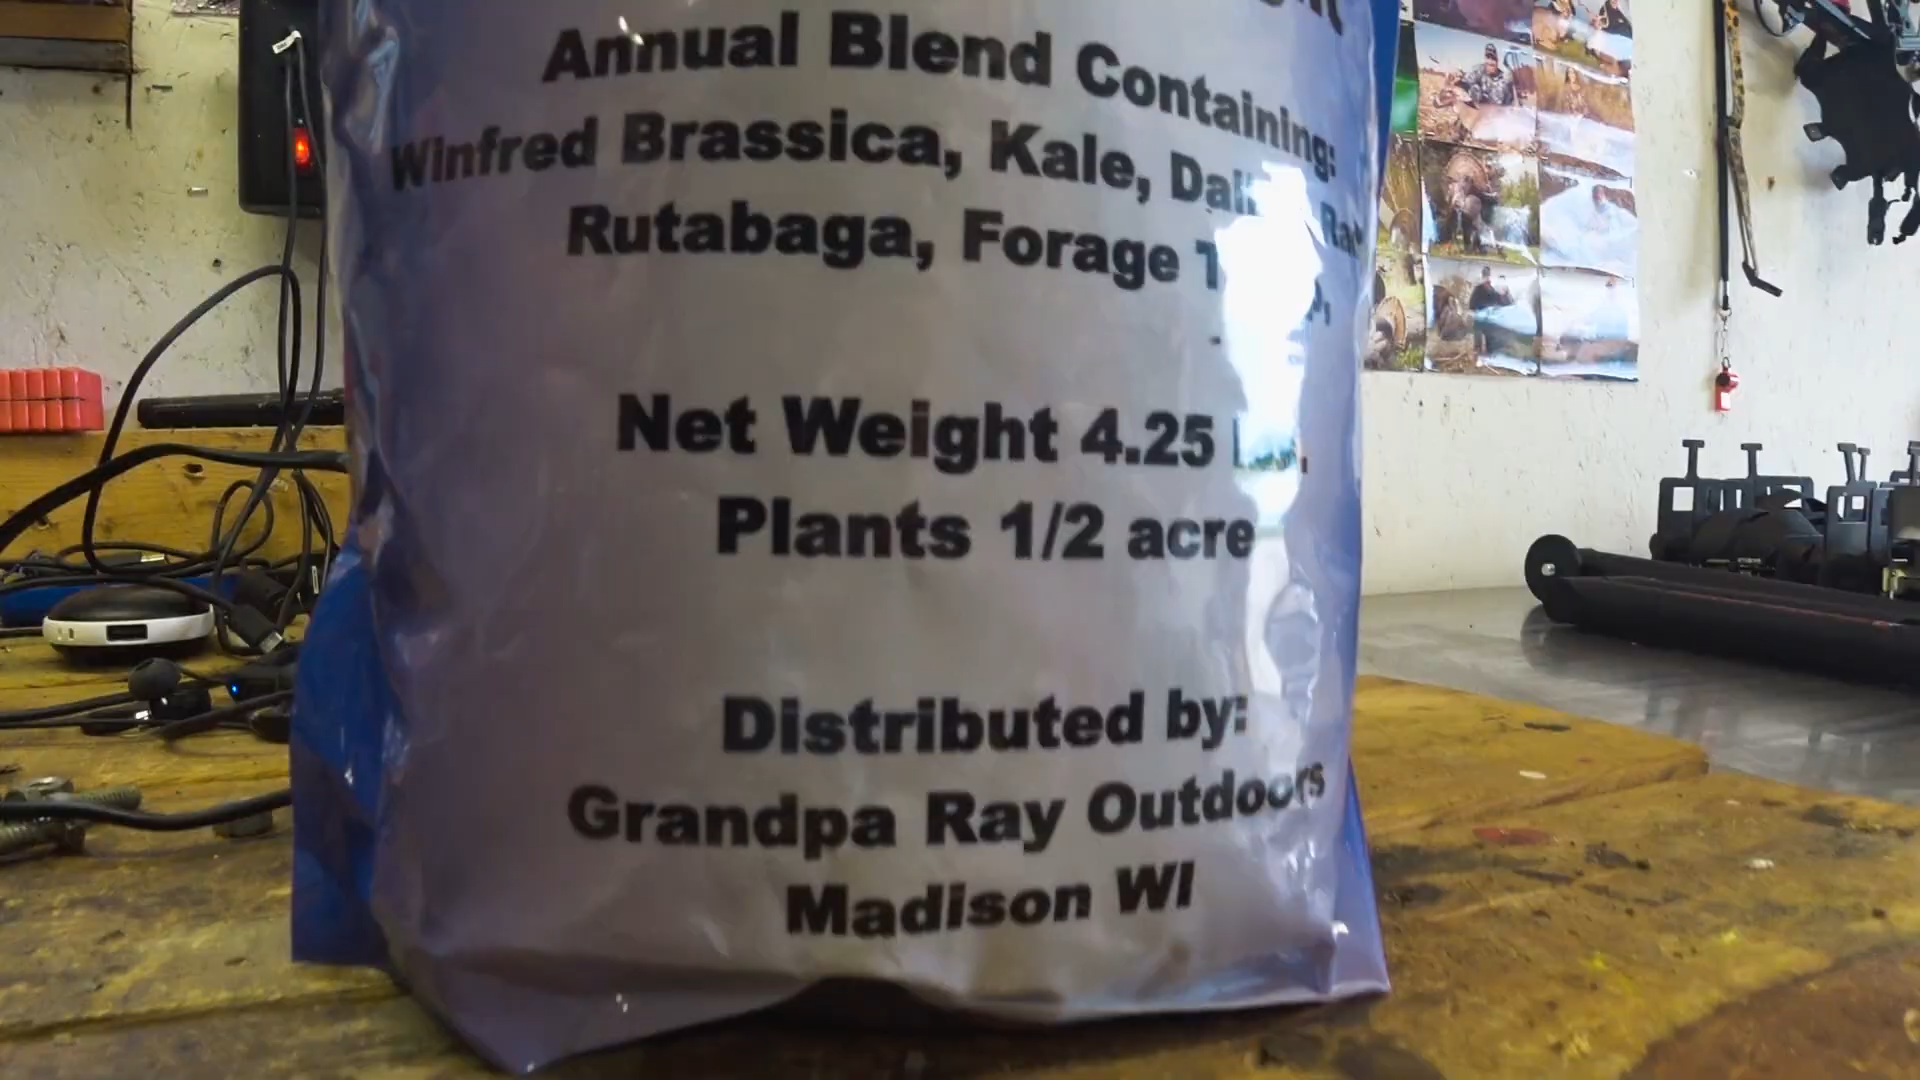 Annual Blend Containing:
Winfred Brassica, Kale,
Rutabaga, Forage
Net Weight 4.25
Plants 1/2 acre
Distributed by:
Grandpa Ray Outdoors
Madison WI